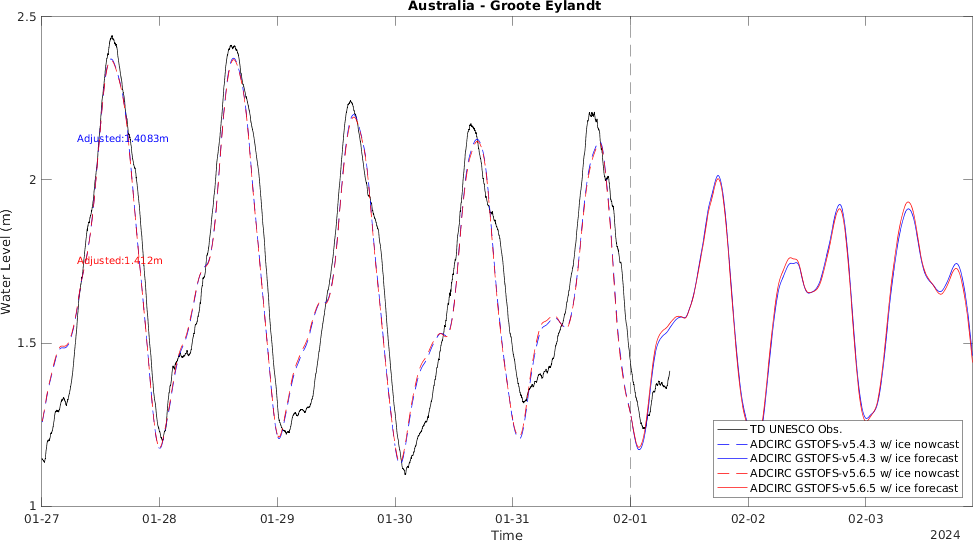 Australia - Groote Eylandt
2.5
2
1.5
1
Water Level (m)
Adjusted:1.4083m
Adjusted:1.412m
TD UNESCO Obs.
ADCIRC GSTOFS-v5.4.3 w/ ice nowcast
ADCIRC GSTOFS-v5.4.3 w/ ice forecast
ADCIRC GSTOFS-v5.6.5 w/ ice nowcast
ADCIRC GSTOFS-v5.6.5 w/ ice forecast
01-27 01-28 01-29 01-30 01-31 02-01 02-02 02-03
Time
2024